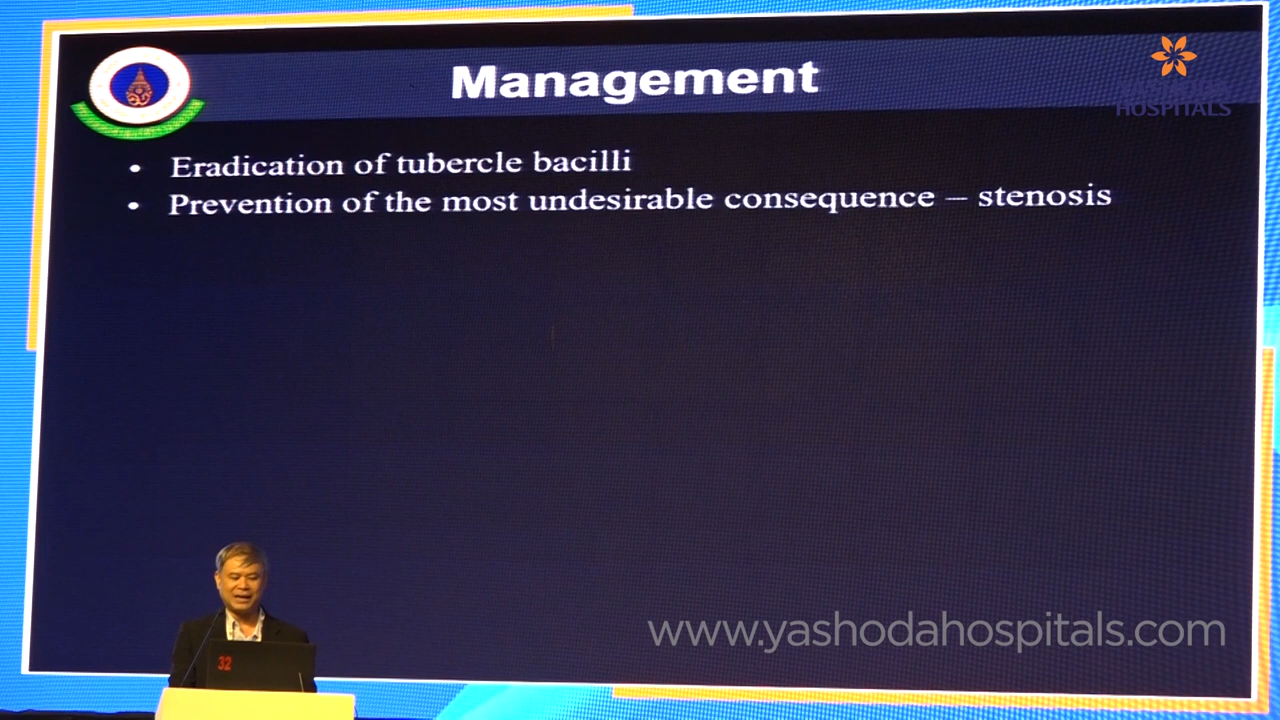 Management
HOSPITALS
• Eradication of tubercle bacilli
• Prevention of the most undesirable consequence – stenosis
32
www.yashodahospitals.com